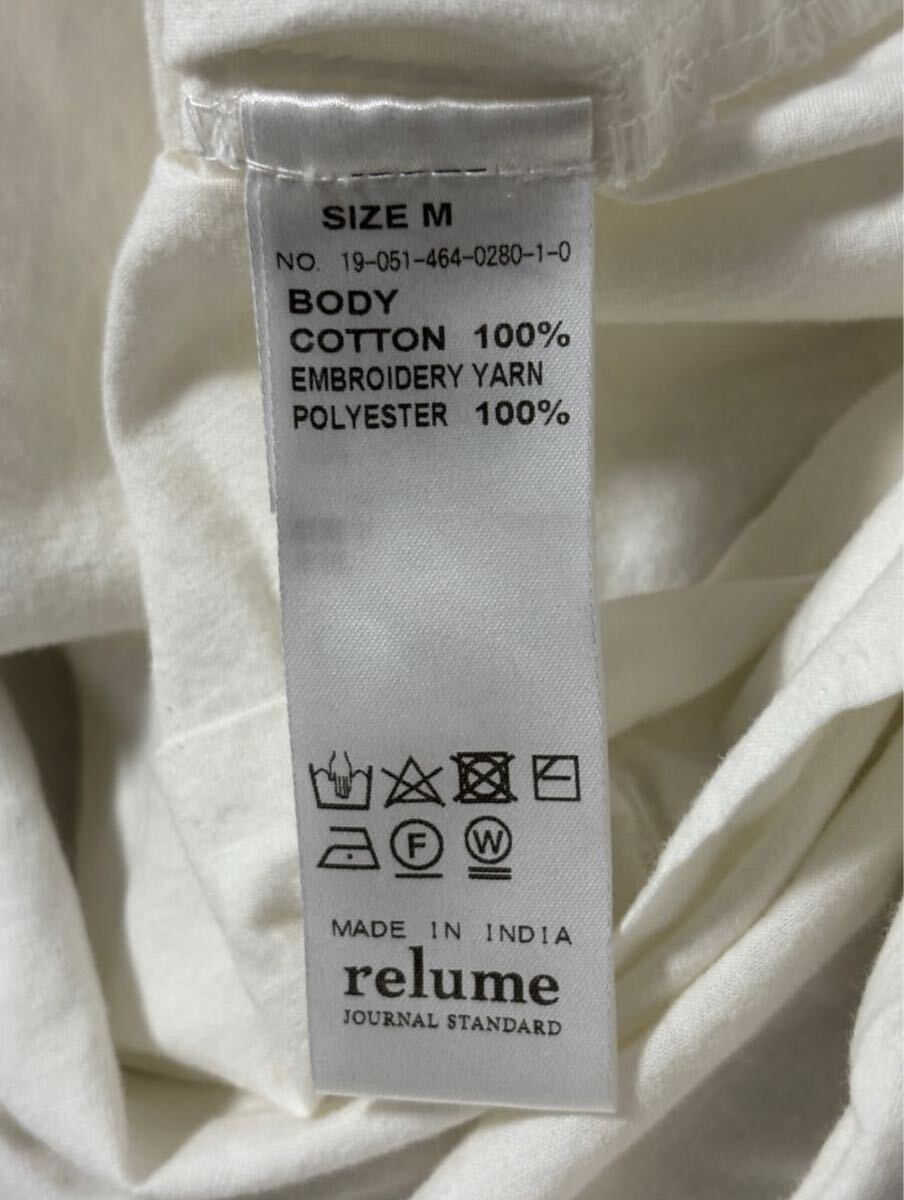 SIZE M
NO. 19-051-464-0280-1-0
BODY
COTTON 100%
EMBROIDERY YARN
POLYESTER 100%
F W
MADE IN INDIA
relume
JOURNAL STANDARD